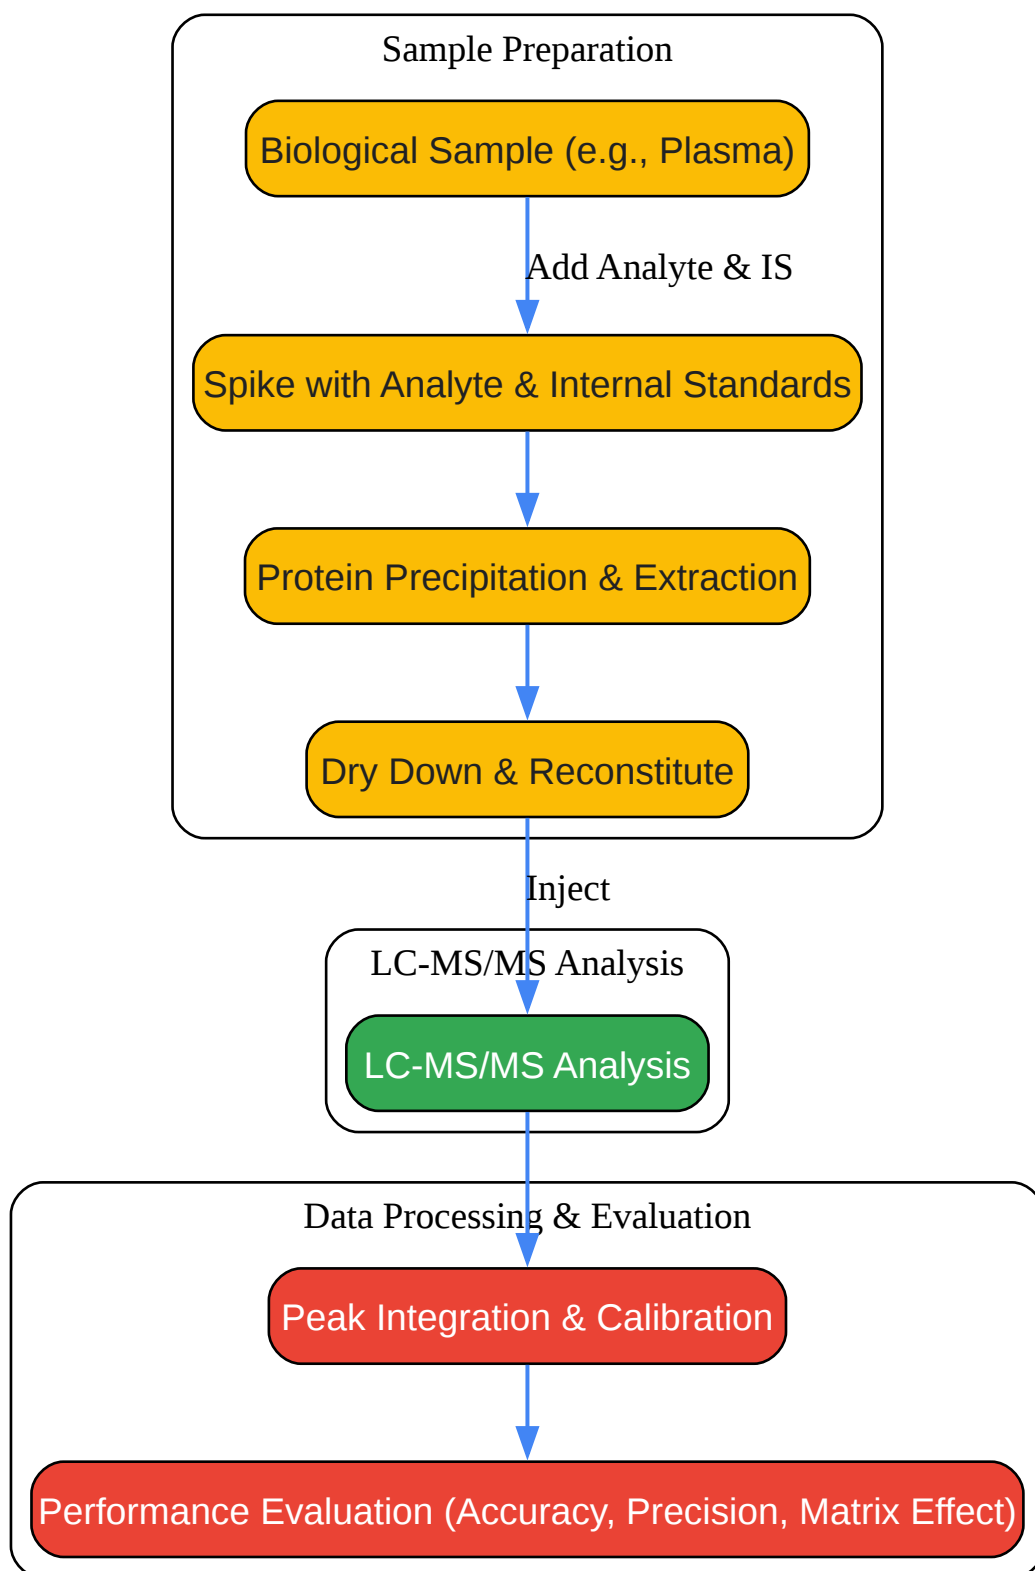 Sample Preparation
Biological Sample (e.g., Plasma)
Add Analyte & IS
Spike with Analyte & Internal Standards
Protein Precipitation & Extraction
Dry Down & Reconstitute
Inject
LC-MS/MS Analysis
LC-MS/MS Analysis
Data Processing & Evaluation
Peak Integration & Calibration
Performance Evaluation (Accuracy, Precision, Matrix Effect)